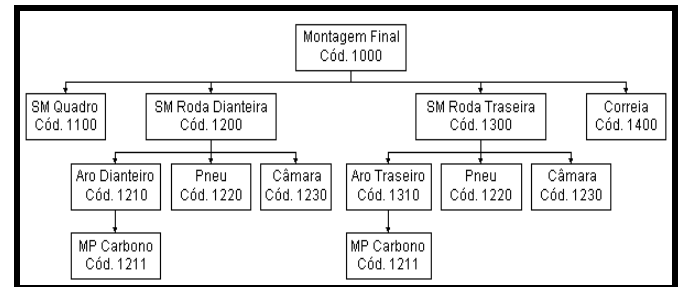 Montagem Final
Cód. 1000
SM Quadro
Cód. 1100
SM Roda Dianteira
Cód. 1200
SM Roda Traseira
Cód. 1300
Correia
Cód. 1400
Aro Dianteiro
Cód. 1210
Pneu
Cód. 1220
Câmara
Cód. 1230
Aro Traseiro
Cód. 1310
Pneu
Cód. 1220
Câmara
Cód. 1230
MP Carbono
Cód. 1211
MP Carbono
Cód. 1211